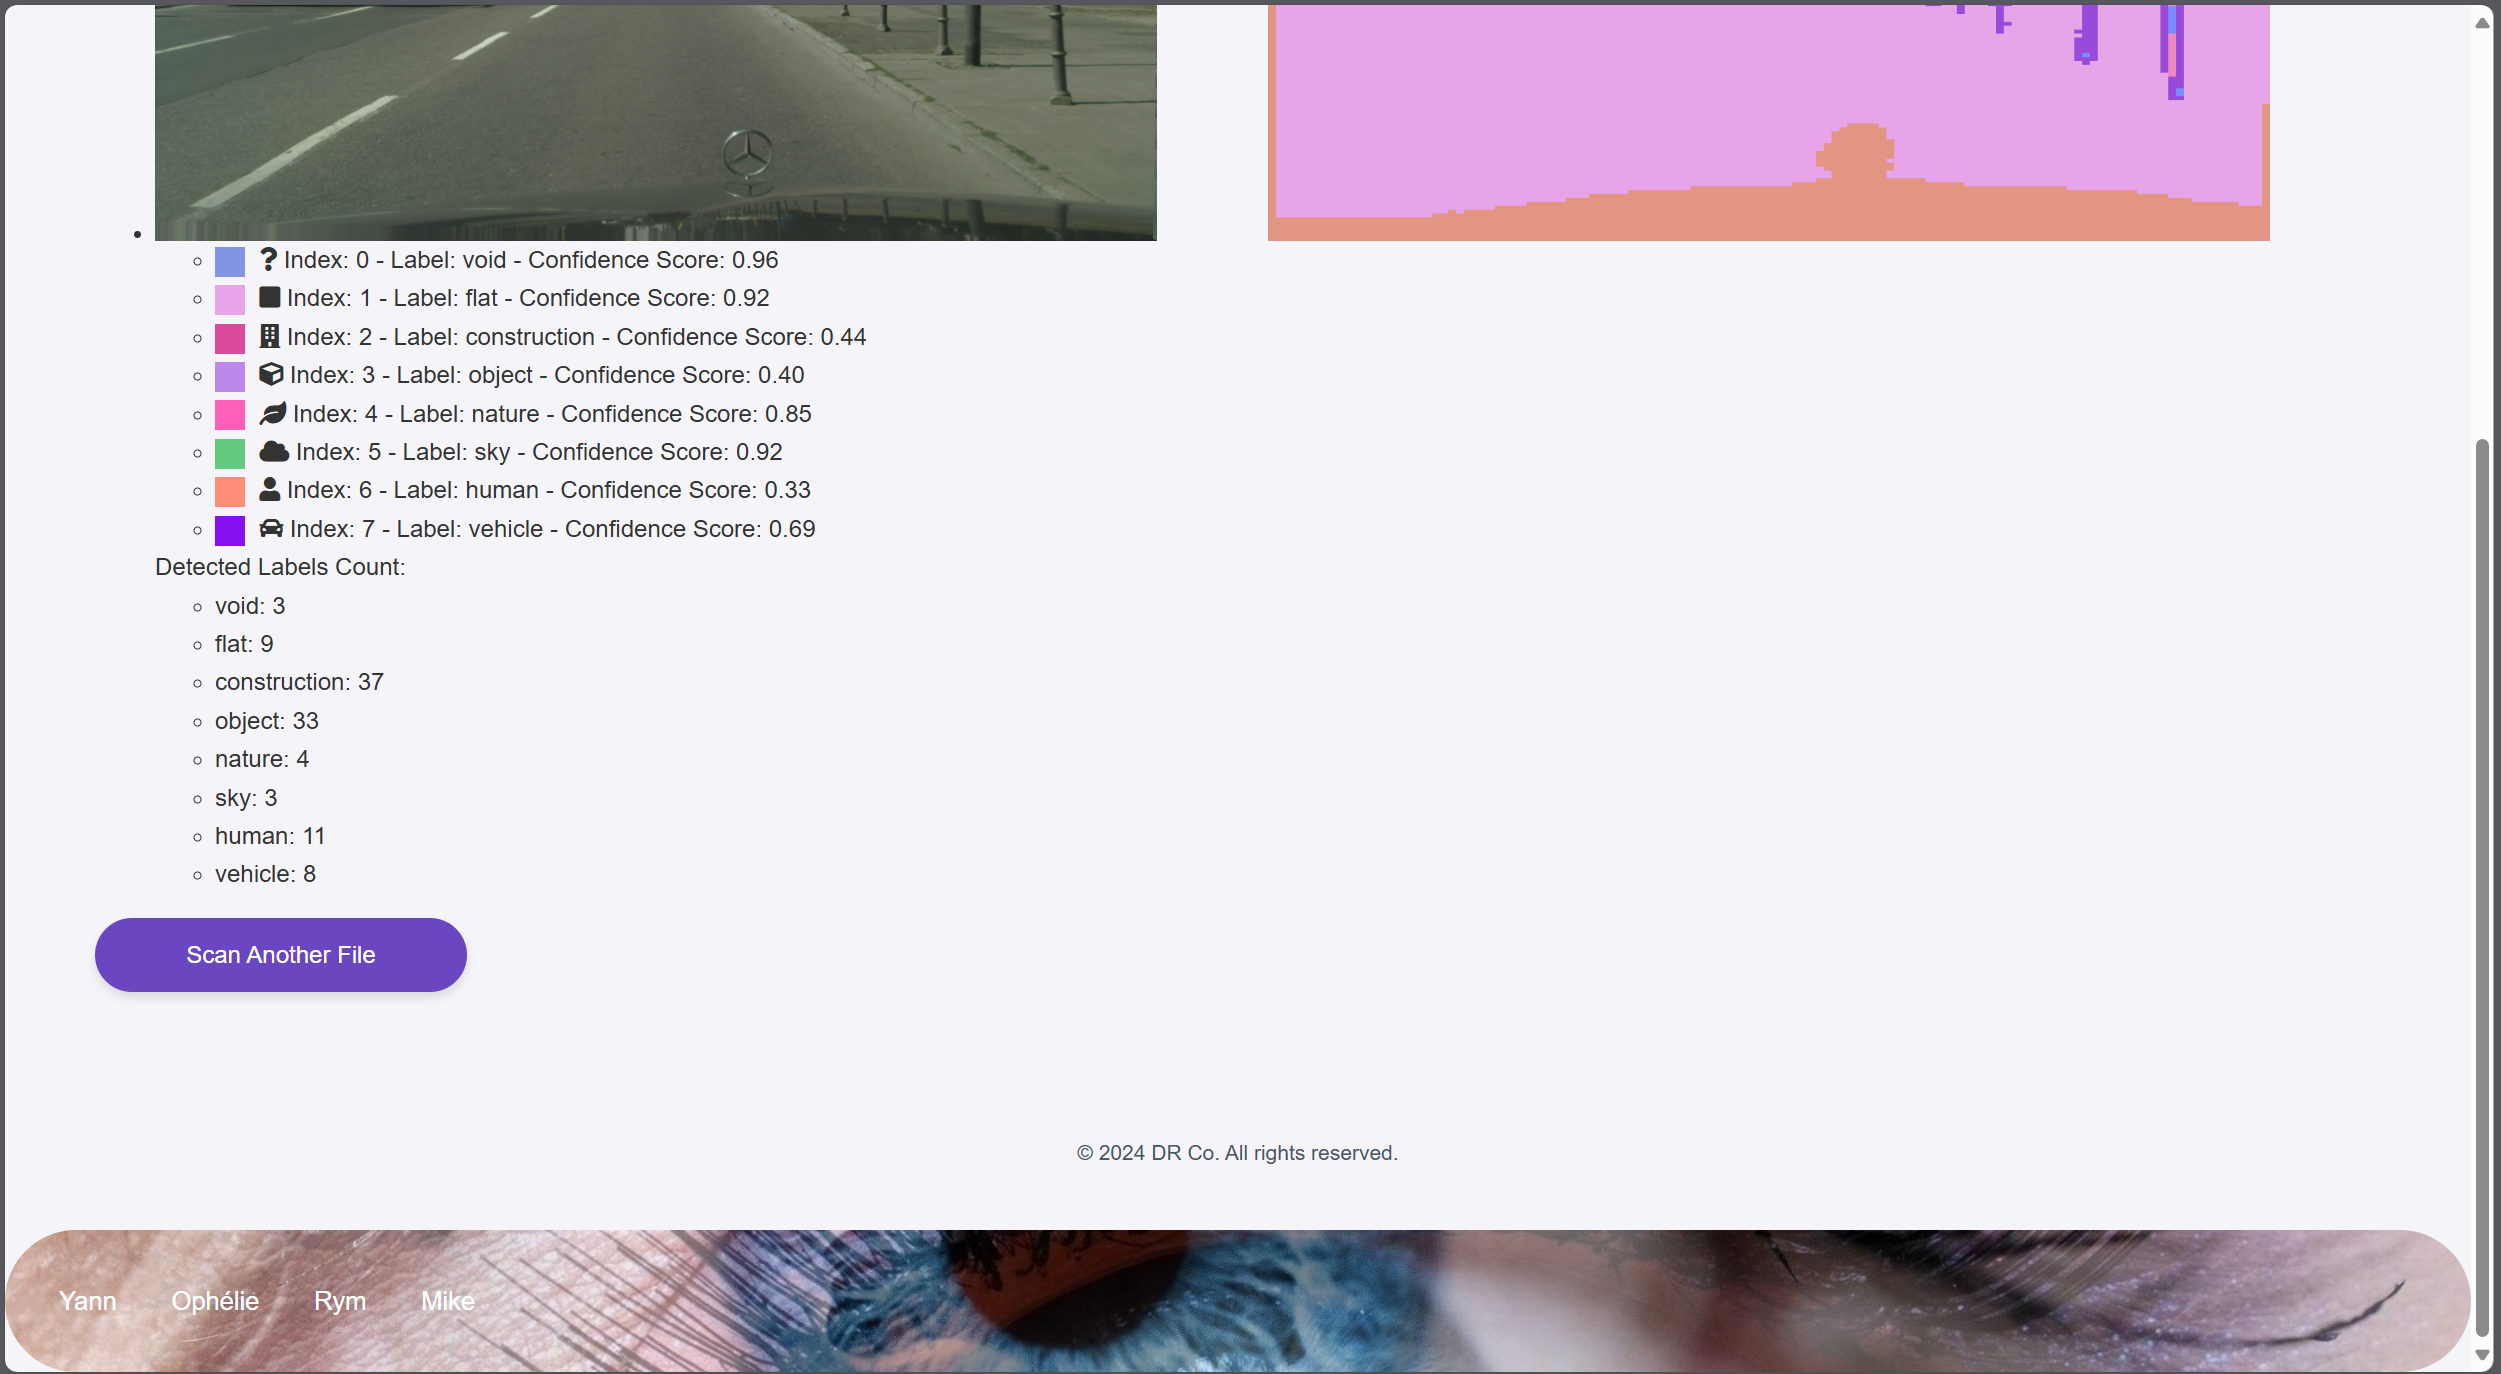 Index: 0 - Label: void - Confidence Score: 0.96
Index: 1 - Label: flat - Confidence Score: 0.92
Index: 2 - Label: construction - Confidence Score: 0.44
Index: 3 - Label: object - Confidence Score: 0.40
Index: 4 - Label: nature - Confidence Score: 0.85
Index: 5 - Label: sky - Confidence Score: 0.92
Index: 6 - Label: human - Confidence Score: 0.33
Index: 7 - Label: vehicle - Confidence Score: 0.69
Detected Labels Count:
void: 3
flat: 9
construction: 37
object: 33
nature: 4
sky: 3
human: 11
vehicle: 8
Scan Another File
© 2024 DR Co. All rights reserved.
Yann Ophélie Rym Mike